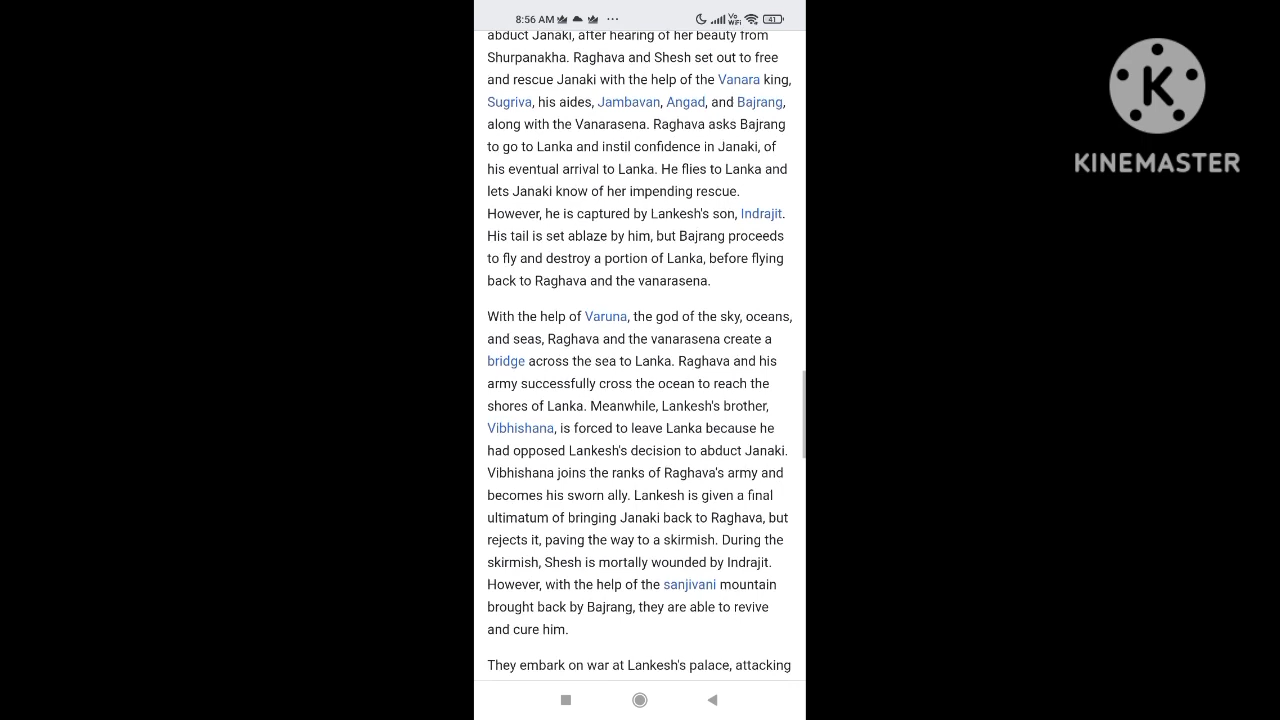 8:56 AM
Vo
WiFi
41
abduct Janaki, after hearing of her beauty from
Shurpanakha. Raghava and Shesh set out to free
and rescue Janaki with the help of the Vanara king,
Sugriva, his aides, Jambavan, Angad, and Bajrang,
along with the Vanarasena. Raghava asks Bajrang
to go to Lanka and instil confidence in Janaki, of
his eventual arrival to Lanka. He flies to Lanka and
lets Janaki know of her impending rescue.
However, he is captured by Lankesh's son, Indrajit.
His tail is set ablaze by him, but Bajrang proceeds
to fly and destroy a portion of Lanka, before flying
back to Raghava and the vanarasena.
With the help of Varuna, the god of the sky, oceans,
and seas, Raghava and the vanarasena create a
bridge across the sea to Lanka. Raghava and his
army successfully cross the ocean to reach the
shores of Lanka. Meanwhile, Lankesh's brother,
Vibhishana, is forced to leave Lanka because he
had opposed Lankesh's decision to abduct Janaki.
Vibhishana joins the ranks of Raghava's army and
becomes his sworn ally. Lankesh is given a final
ultimatum of bringing Janaki back to Raghava, but
rejects it, paving the way to a skirmish. During the
skirmish, Shesh is mortally wounded by Indrajit.
However, with the help of the sanjivani mountain
brought back by Bajrang, they are able to revive
and cure him.
They embark on war at Lankesh's palace, attacking
K
KINEMASTER